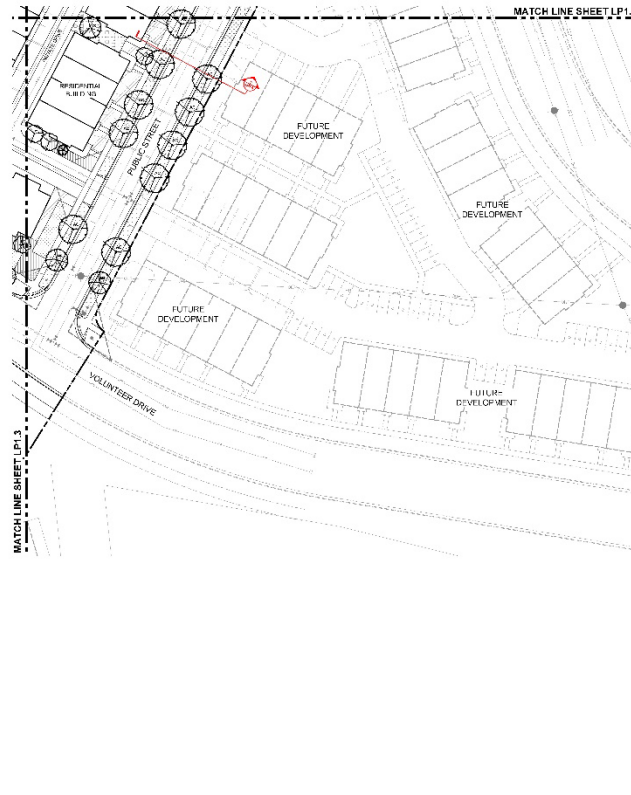 MATCH LINE SHEET LP1.
RESIDENTIAL
BUILDING
PUBLIC STREET
FUTURE
DEVELOPMENT
FUTURE
DEVELOPMENT
FUTURE
DEVELOPMENT
FUTURE
DEVELOPMENT
VOLUNTEER DRIVE
MATCH LINE SHEET LP1.3